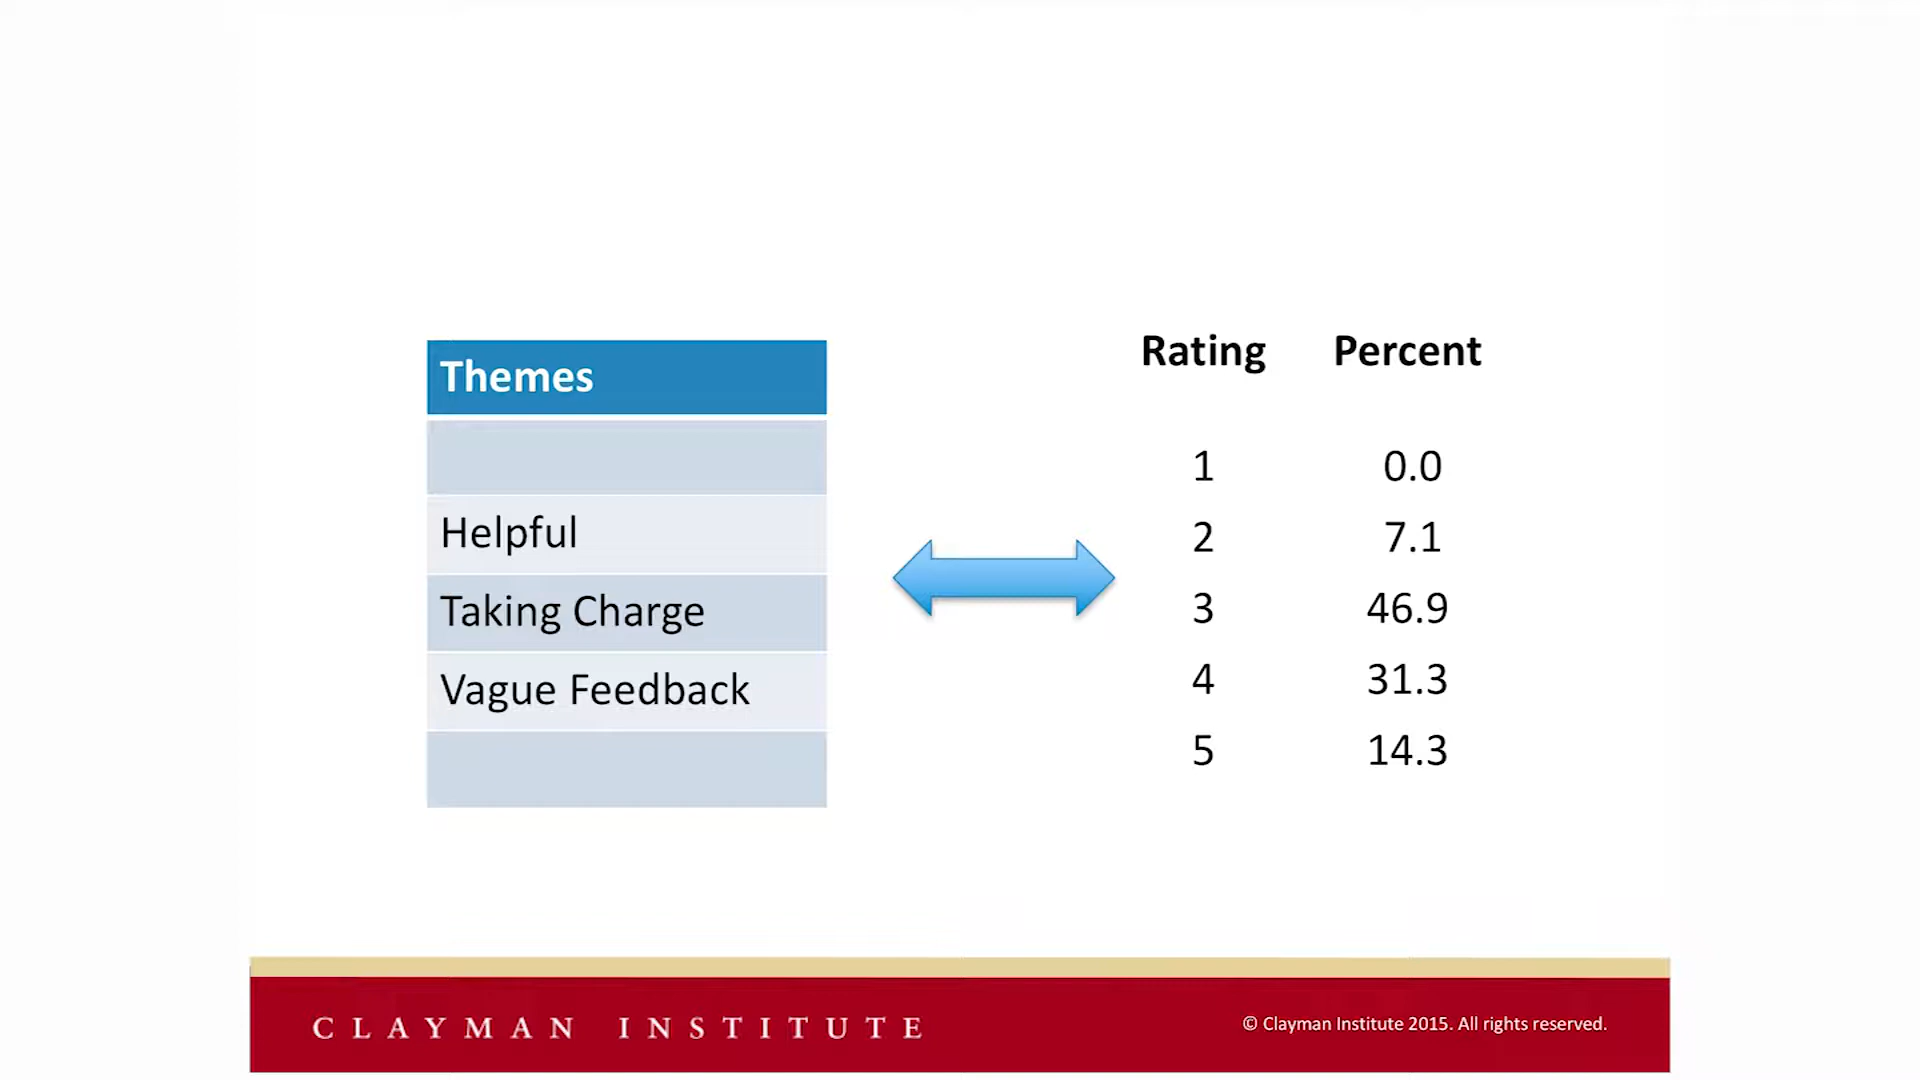 Themes
Helpful
Taking Charge
Vague Feedback
Rating Percent
1 0.0
2 7.1
3 46.9
4 31.3
5 14.3
CLAYMAN INSTITUTE
© Clayman Institute 2015. All rights reserved.